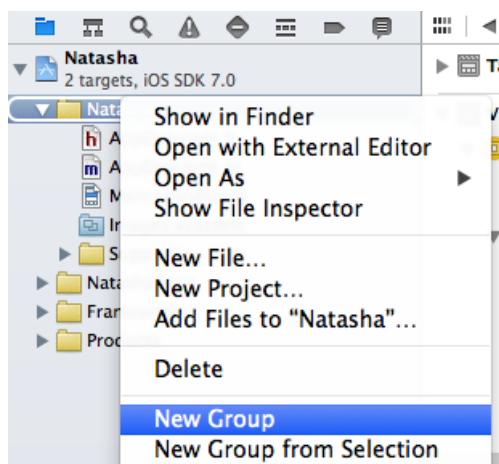 Natasha
2 targets, iOS SDK 7.0
Show in Finder
Open with External Editor
Open As
Show File Inspector
New File...
New Project...
Add Files to “Natasha”...
Delete
New Group
New Group from Selection